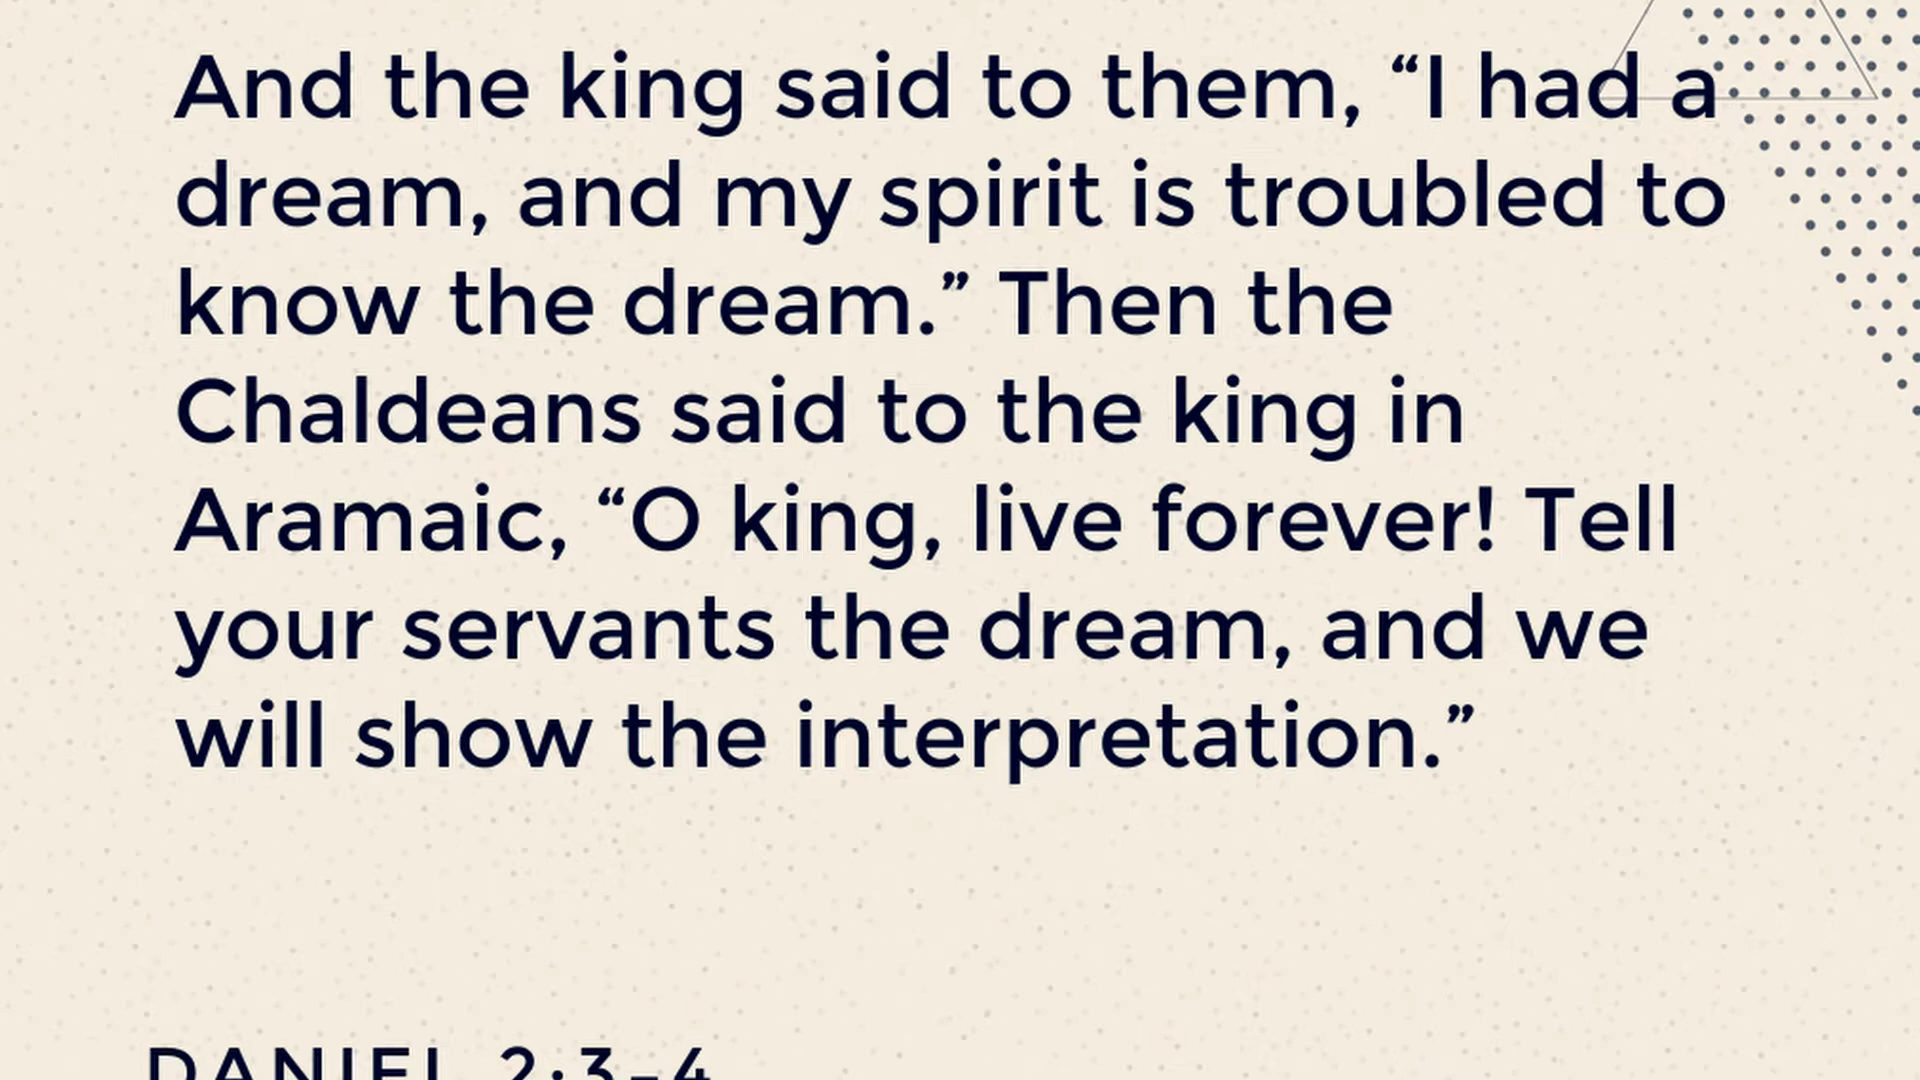 And the king said to them, “I had a
dream, and my spirit is troubled to
know the dream.” Then the
Chaldeans said to the king in
Aramaic, “O king, live forever! Tell
your servants the dream, and we
will show the interpretation.”
DANIEL 2:3-4